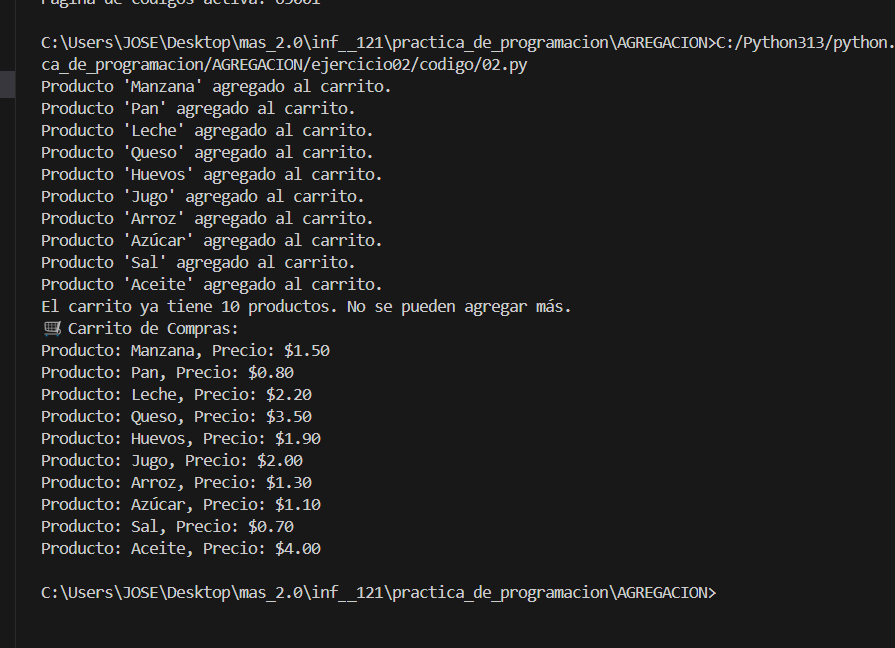 Página de códigos activa: 65001
C:\Users\JOSE\Desktop\mas_2.0\inf__121\practica_de_programacion\AGREGACION>C:/Python313/python.
ca_de_programacion/AGREGACION/ejercicio02/codigo/02.py
Producto 'Manzana' agregado al carrito.
Producto 'Pan' agregado al carrito.
Producto 'Leche' agregado al carrito.
Producto 'Queso' agregado al carrito.
Producto 'Huevos' agregado al carrito.
Producto 'Jugo' agregado al carrito.
Producto 'Arroz' agregado al carrito.
Producto 'Azúcar' agregado al carrito.
Producto 'Sal' agregado al carrito.
Producto 'Aceite' agregado al carrito.
El carrito ya tiene 10 productos. No se pueden agregar más.
🛒 Carrito de Compras:
Producto: Manzana, Precio: $1.50
Producto: Pan, Precio: $0.80
Producto: Leche, Precio: $2.20
Producto: Queso, Precio: $3.50
Producto: Huevos, Precio: $1.90
Producto: Jugo, Precio: $2.00
Producto: Arroz, Precio: $1.30
Producto: Azúcar, Precio: $1.10
Producto: Sal, Precio: $0.70
Producto: Aceite, Precio: $4.00
C:\Users\JOSE\Desktop\mas_2.0\inf__121\practica_de_programacion\AGREGACION>